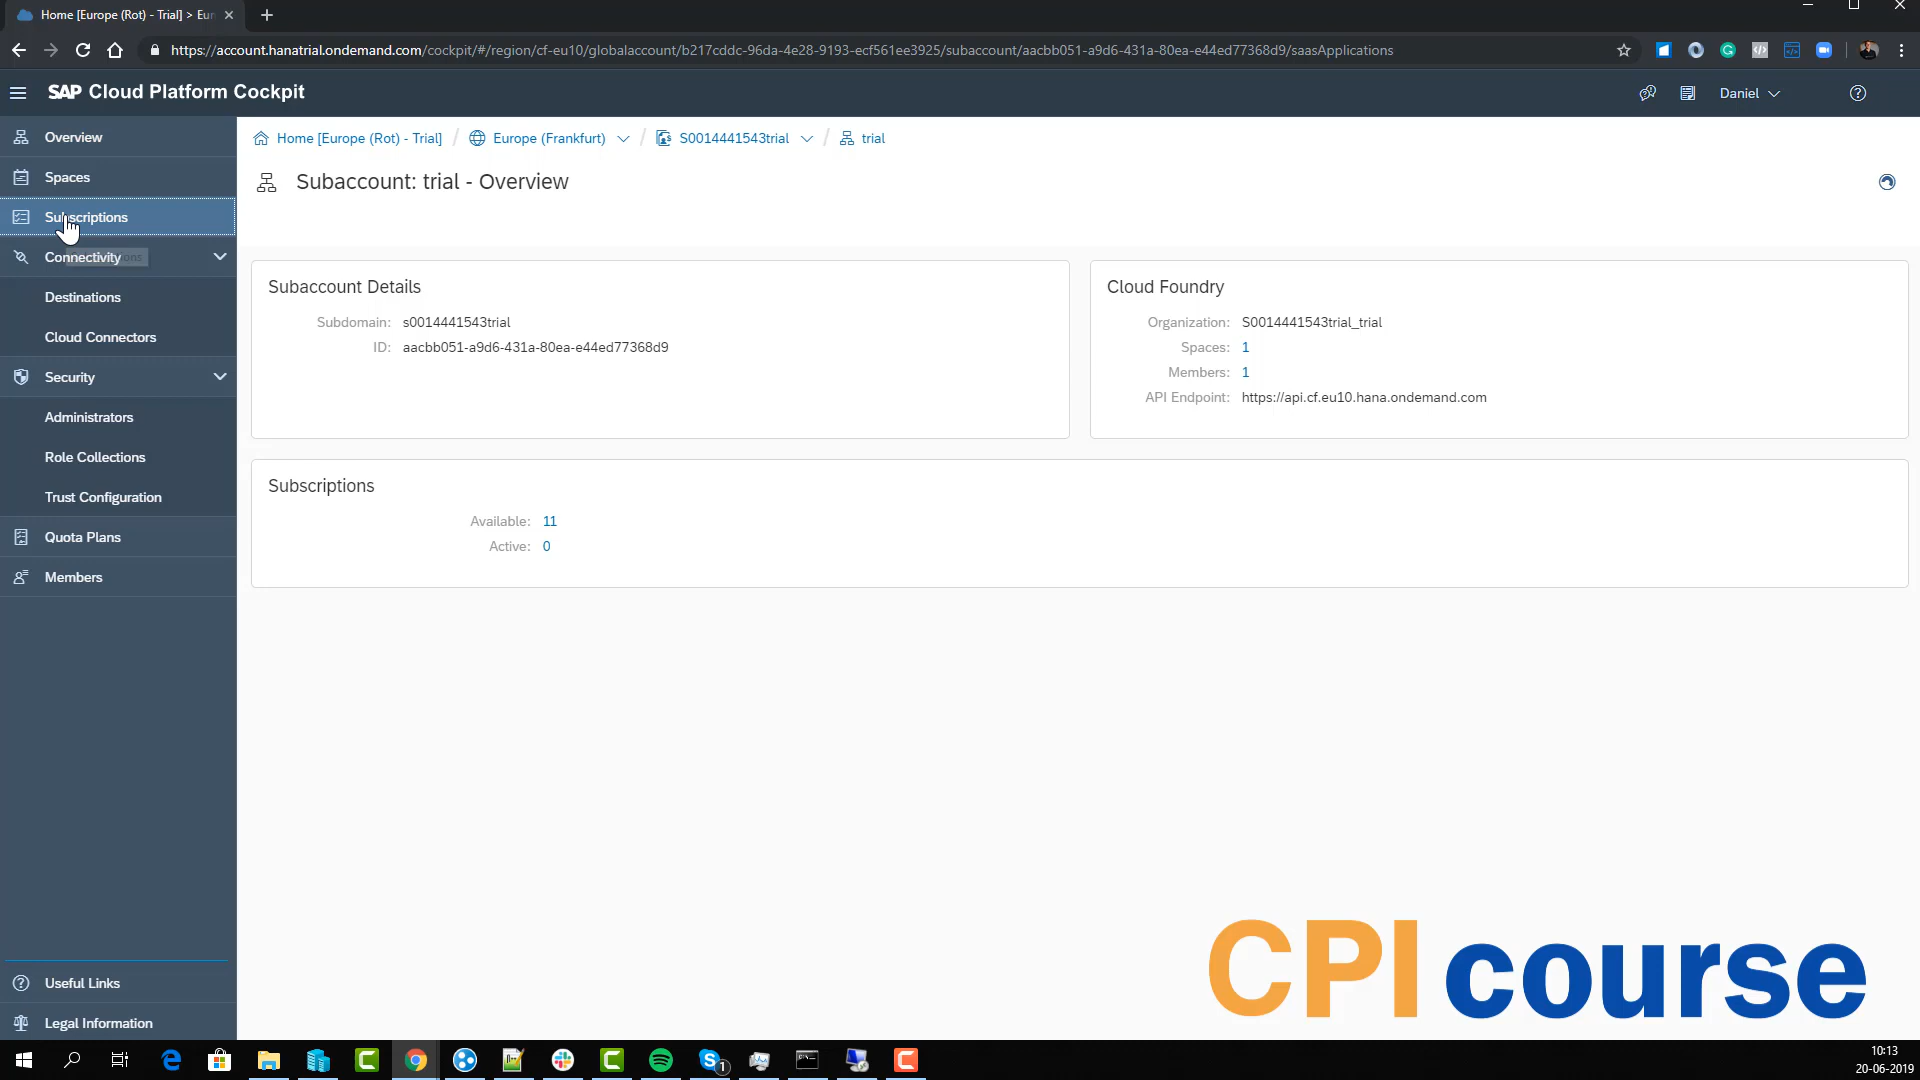 Home [Europe (Rot) - Trial] > Eur
https://account.hanatrial.ondemand.com/cockpit/#/region/cf-eu10/globalaccount/b217cddc-96da-4e28-9193-ecf561ee3925/subaccount/aacbb051-a9d6-431a-80ea-e44ed77368d9/saasApplications
SAP Cloud Platform Cockpit
Daniel
Overview
Spaces
Subscriptions
Connectivity
Destinations
Cloud Connectors
Security
Administrators
Role Collections
Trust Configuration
Quota Plans
Members
Useful Links
Legal Information
Home [Europe (Rot) - Trial] / Europe (Frankfurt) / S0014441543trial / trial
Subaccount: trial - Overview
Subaccount Details
Subdomain: s0014441543trial
ID: aacbb051-a9d6-431a-80ea-e44ed77368d9
Cloud Foundry
Organization: S0014441543trial_trial
Spaces: 1
Members: 1
API Endpoint: https://api.cf.eu10.hana.ondemand.com
Subscriptions
Available: 11
Active: 0
CPI course
1
10:13
20-06-2019